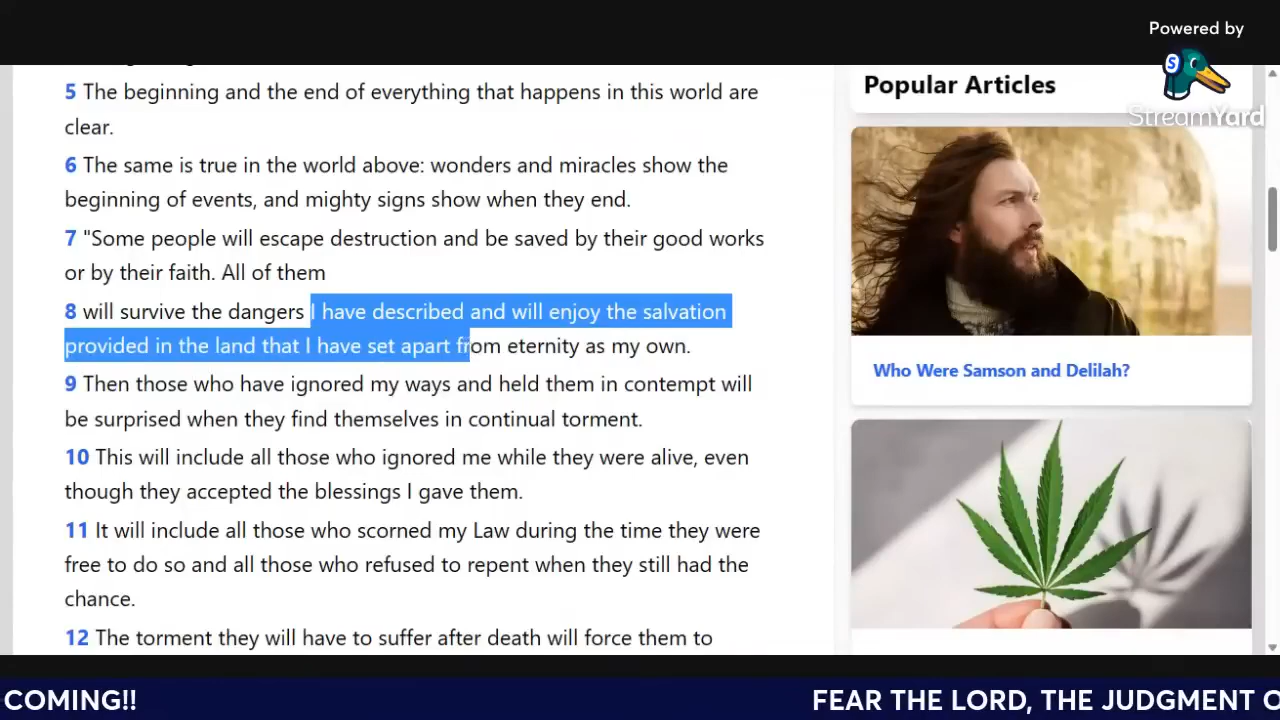 Powered by
StreamYard
5 The beginning and the end of everything that happens in this world are
clear.
6 The same is true in the world above: wonders and miracles show the
beginning of events, and mighty signs show when they end.
7 "Some people will escape destruction and be saved by their good works
or by their faith. All of them
8 will survive the dangers I have described and will enjoy the salvation
provided in the land that I have set apart from eternity as my own.
9 Then those who have ignored my ways and held them in contempt will
be surprised when they find themselves in continual torment.
10 This will include all those who ignored me while they were alive, even
though they accepted the blessings I gave them.
11 It will include all those who scorned my Law during the time they were
free to do so and all those who refused to repent when they still had the
chance.
12 The torment they will have to suffer after death will force them to
Popular Articles
Who Were Samson and Delilah?
COMING!! FEAR THE LORD, THE JUDGMENT